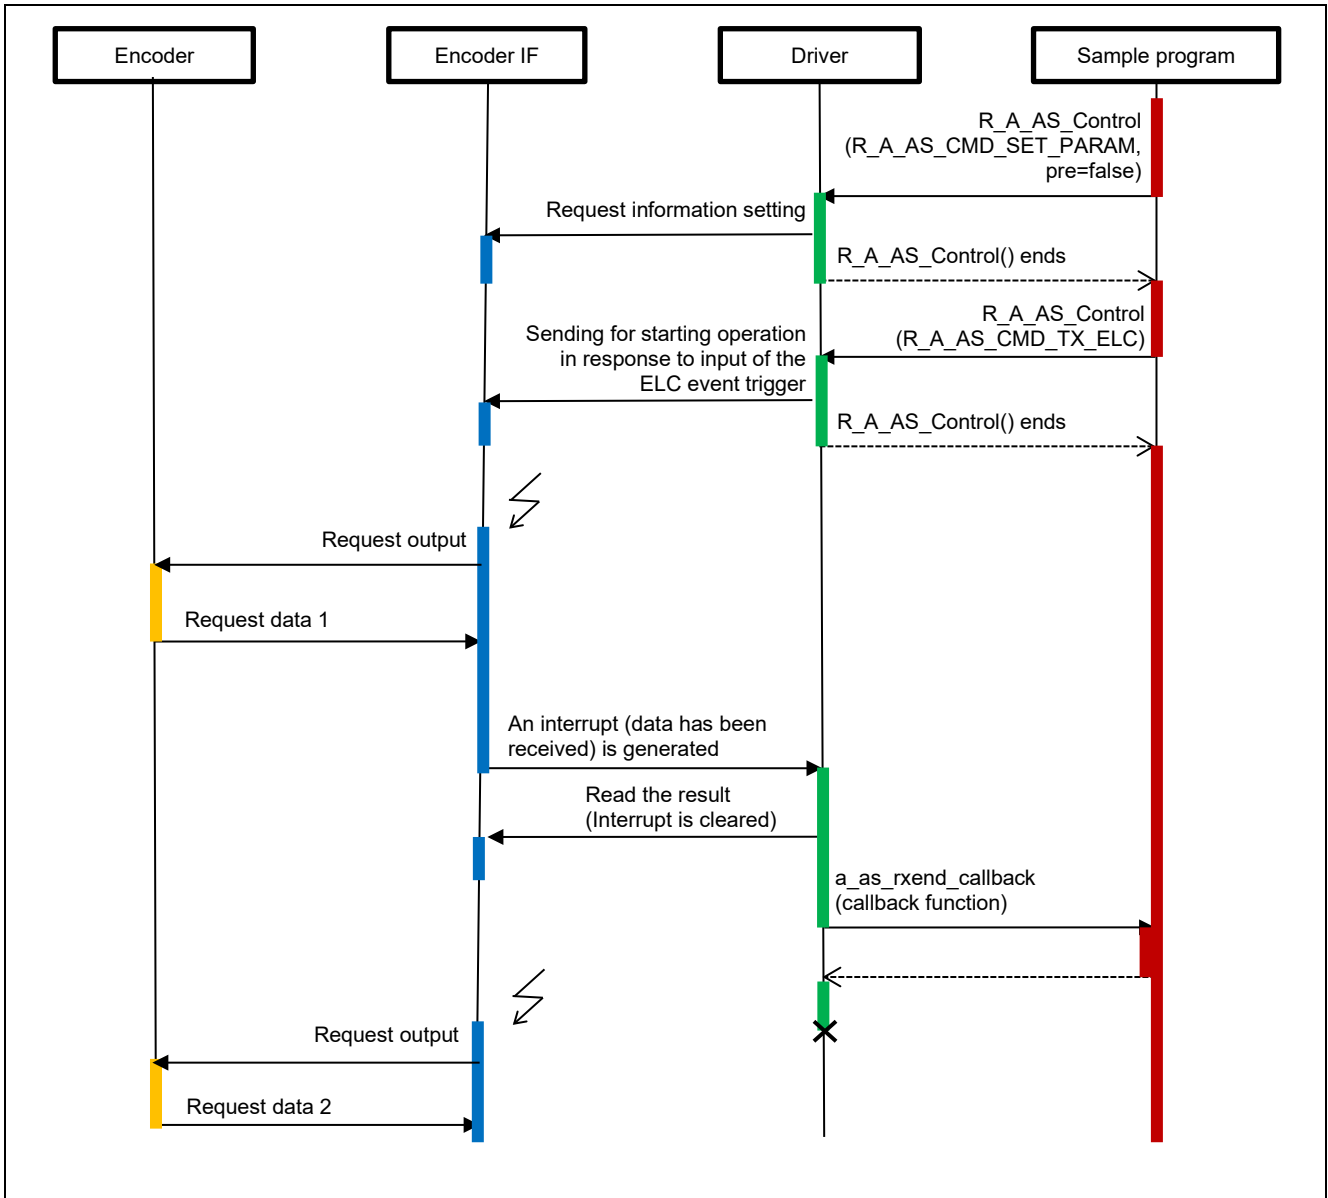 Encoder
Encoder IF
Driver
Sample program
R_A_AS_Control
(R_A_AS_CMD_SET_PARAM,
pre=false)
Request information setting
R_A_AS_Control() ends
R_A_AS_Control
(R_A_AS_CMD_TX_ELC)
Sending for starting operation
in response to input of the
ELC event trigger
R_A_AS_Control() ends
Request output
Request data 1
An interrupt (data has been
received) is generated
Read the result
(Interrupt is cleared)
a_as_rxend_callback
(callback function)
Request output
Request data 2